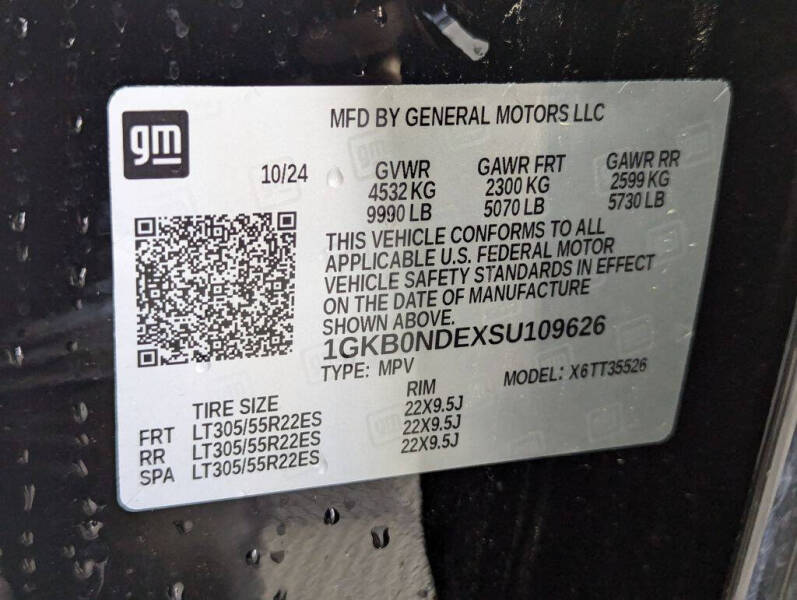 gm
MFD BY GENERAL MOTORS LLC
10/24 GVWR GAWR FRT GAWR RR
4532 KG 2300 KG 2599 KG
9990 LB 5070 LB 5730 LB
THIS VEHICLE CONFORMS TO ALL
APPLICABLE U.S. FEDERAL MOTOR
VEHICLE SAFETY STANDARDS IN EFFECT
ON THE DATE OF MANUFACTURE
SHOWN ABOVE.
1GKB0NDEXSU109626
TYPE: MPV MODEL: X6TT35526
TIRE SIZE RIM
FRT LT305/55R22ES 22X9.5J
RR LT305/55R22ES 22X9.5J
SPA LT305/55R22ES 22X9.5J